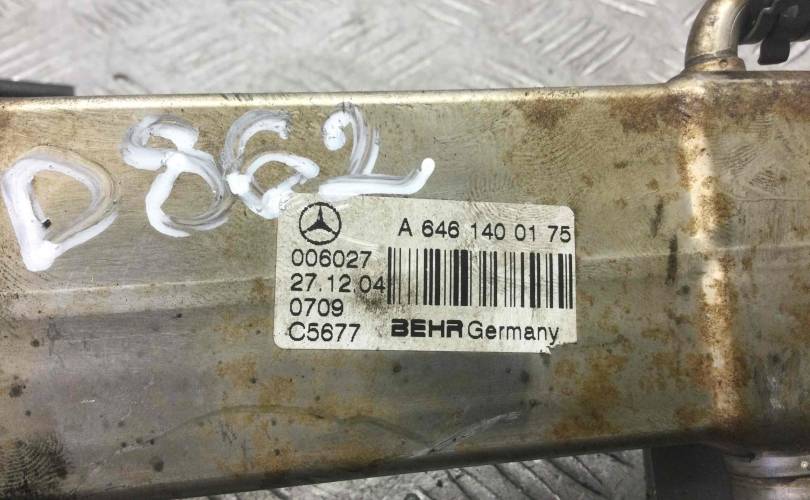 D862
A 646 140 01 75
006027
27.12.04
0709
C5677
BEHR Germany